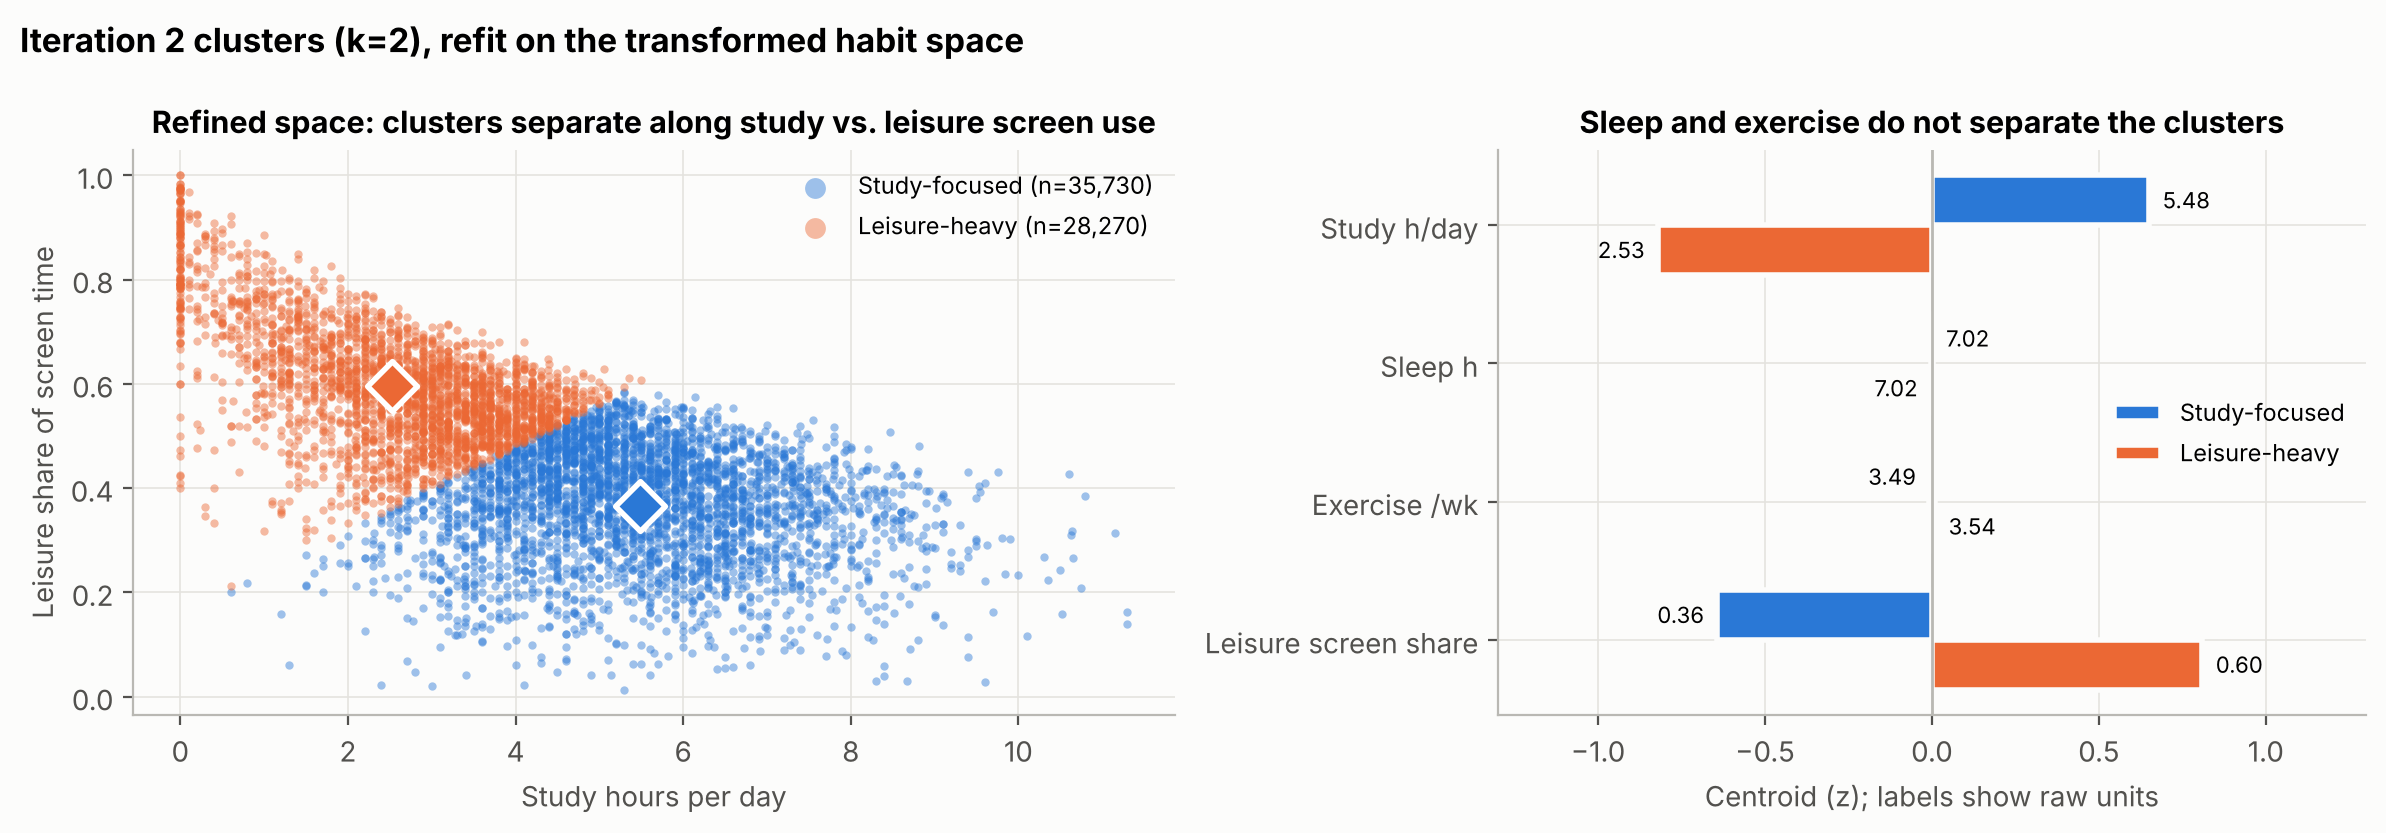 Iteration 2 clusters (k=2), refit on the transformed habit space
Refined space: clusters separate along study vs. leisure screen use
Study-focused (n=35,730)
Leisure-heavy (n=28,270)
Leisure share of screen time
1.0
0.8
0.6
0.4
0.2
0.0
0 2 4 6 8 10
Study hours per day
Sleep and exercise do not separate the clusters
Study h/day
5.48
2.53
Sleep h
7.02
7.02
Exercise /wk
3.49
3.54
Leisure screen share
0.36
0.60
Study-focused
Leisure-heavy
−1.0 −0.5 0.0 0.5 1.0
Centroid (z); labels show raw units